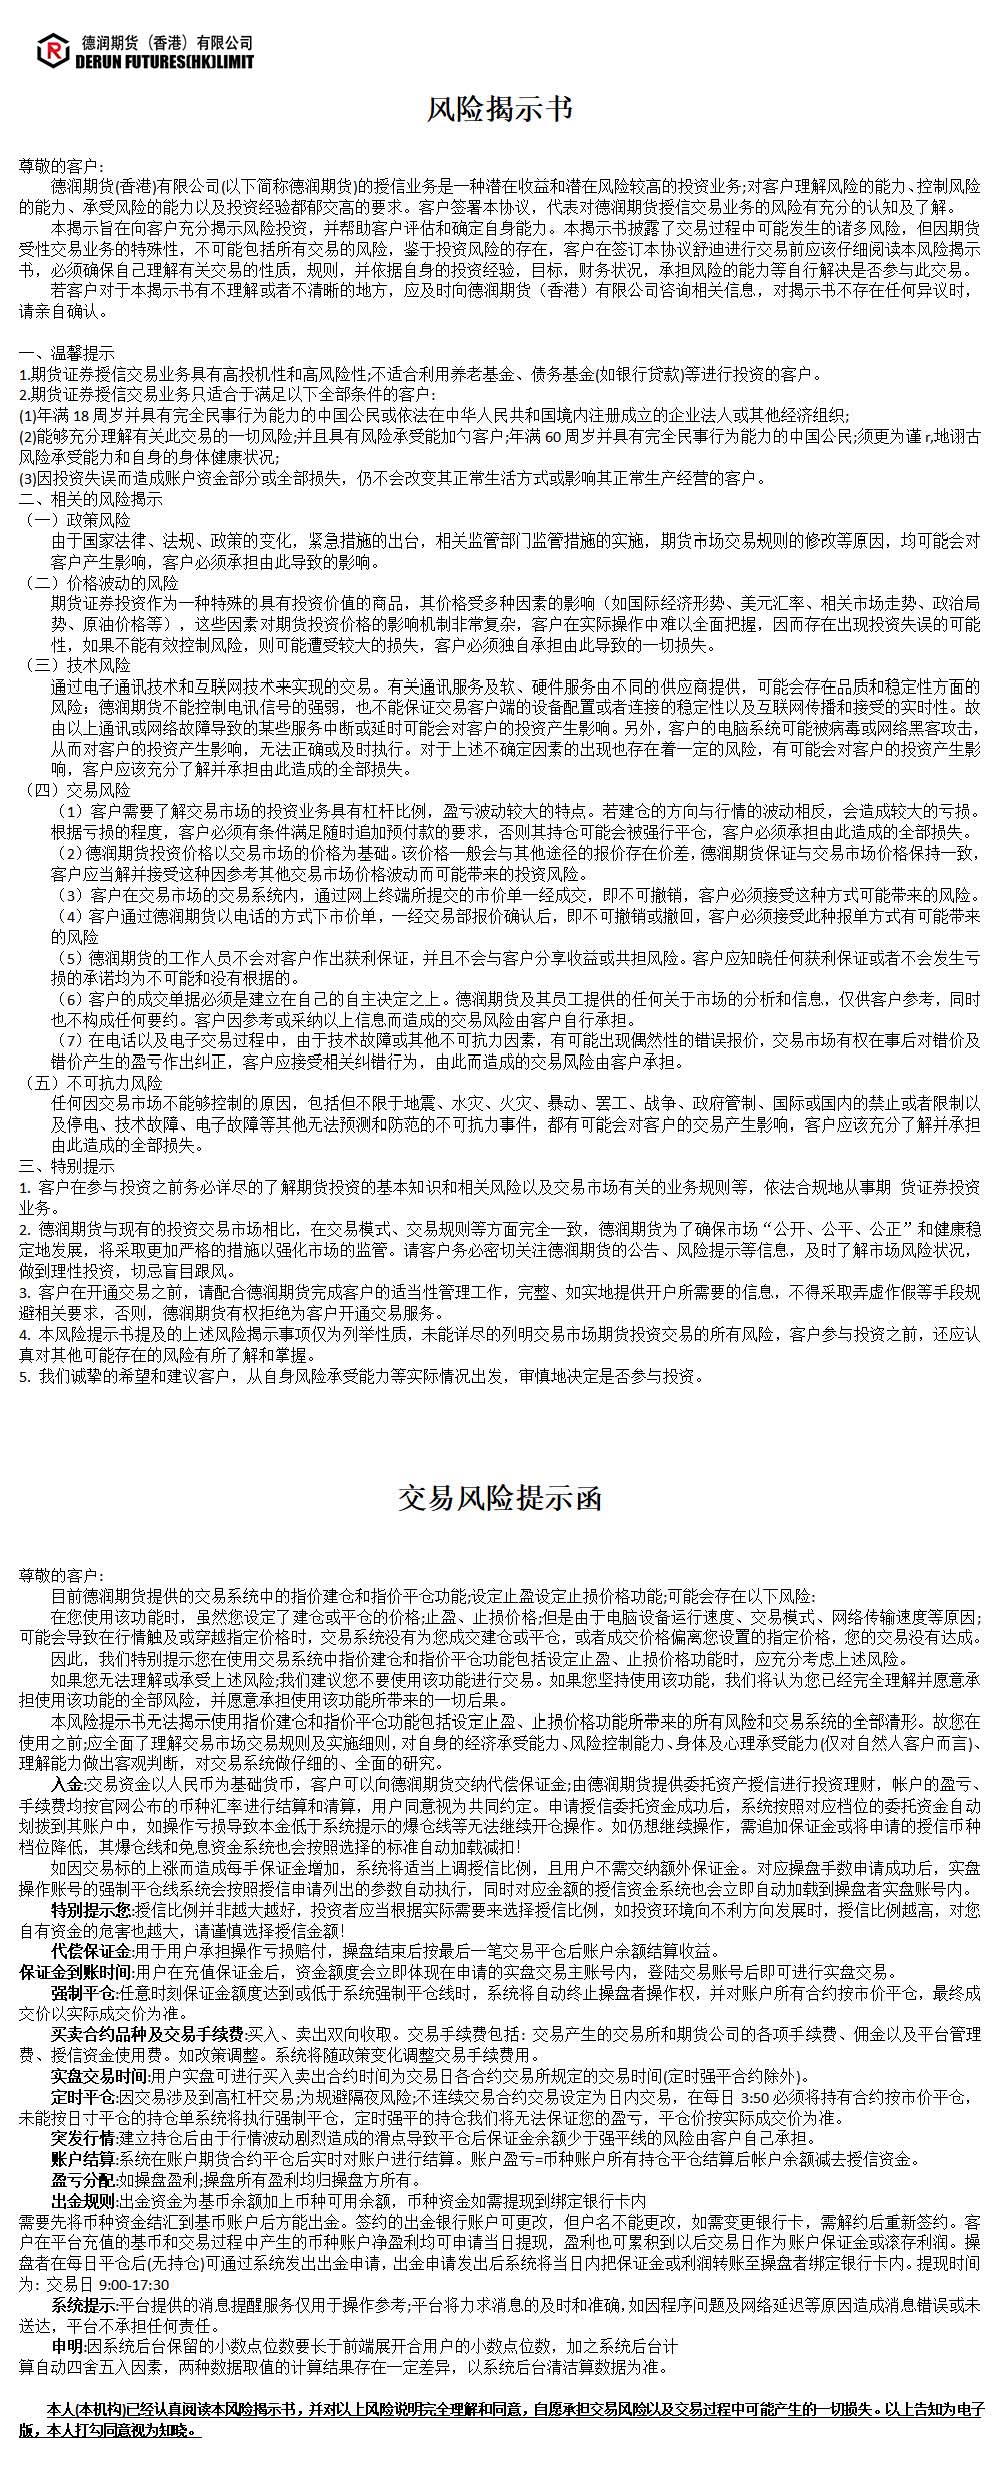 德润期货（香港）有限公司
DERUN FUTURES(HK)LIMIT
风险揭示书
尊敬的客户:
德润期货(香港)有限公司(以下简称德润期货)的授信业务是一种潜在收益和潜在风险较高的投资业务;对客户理解风险的能力、控制风险
的能力、承受风险的能力以及投资经验都郁交高的要求。客户签署本协议，代表对德润期货授信交易业务的风险有充分的认知及了解。
本揭示旨在向客户充分揭示风险投资，并帮助客户评估和确定自身能力。本揭示书披露了交易过程中可能发生的诸多风险，但因期货
受性交易业务的特殊性，不可能包括所有交易的风险，鉴于投资风险的存在，客户在签订本协议舒迪进行交易前应该仔细阅读本风险揭示
书，必须确保自己理解有关交易的性质，规则，并依据自身的投资经验，目标，财务状况，承担风险的能力等自行解决是否参与此交易。
若客户对于本揭示书有不理解或者不清晰的地方，应及时向德润期货（香港）有限公司咨询相关信息，对揭示书不存在任何异议时，
请亲自确认。
一、温馨提示
1.期货证券授信交易业务具有高投机性和高风险性;不适合利用养老基金、债务基金(如银行贷款)等进行投资的客户。
2.期货证券授信交易业务只适合于满足以下全部条件的客户:
(1)年满 18 周岁并具有完全民事行为能力的中国公民或依法在中华人民共和国境内注册成立的企业法人或其他经济组织;
(2)能够充分理解有关此交易的一切风险;并且具有风险承受能加勺客户;年满 60 周岁并具有完全民事行为能力的中国公民;须更为谨 r,地诩古
风险承受能力和自身的身体健康状况;
(3)因投资失误而造成账户资金部分或全部损失，仍不会改变其正常生活方式或影响其正常生产经营的客户。
二、相关的风险揭示
（一）政策风险
由于国家法律、法规、政策的变化，紧急措施的出台，相关监管部门监管措施的实施，期货市场交易规则的修改等原因，均可能会对
客户产生影响，客户必须承担由此导致的影响。
（二）价格波动的风险
期货证券投资作为一种特殊的具有投资价值的商品，其价格受多种因素的影响（如国际经济形势、美元汇率、相关市场走势、政治局
势、原油价格等），这些因素对期货投资价格的影响机制非常复杂，客户在实际操作中难以全面把握，因而存在出现投资失误的可能
性，如果不能有效控制风险，则可能遭受较大的损失，客户必须独自承担由此导致的一切损失。
（三）技术风险
通过电子通讯技术和互联网技术来实现的交易。有关通讯服务及软、硬件服务由不同的供应商提供，可能会存在品质和稳定性方面的
风险；德润期货不能控制电讯信号的强弱，也不能保证交易客户端的设备配置或者连接的稳定性以及互联网传播和接受的实时性。故
由以上通讯或网络故障导致的某些服务中断或延时可能会对客户的投资产生影响。另外，客户的电脑系统可能被病毒或网络黑客攻击，
从而对客户的投资产生影响，无法正确或及时执行。对于上述不确定因素的出现也存在着一定的风险，有可能会对客户的投资产生影
响，客户应该充分了解并承担由此造成的全部损失。
（四）交易风险
（1）客户需要了解交易市场的投资业务具有杠杆比例，盈亏波动较大的特点。若建仓的方向与行情的波动相反，会造成较大的亏损。
根据亏损的程度，客户必须有条件满足随时追加预付款的要求，否则其持仓可能会被强行平仓，客户必须承担由此造成的全部损失。
（2）德润期货投资价格以交易市场的价格为基础。该价格一般会与其他途径的报价存在价差，德润期货保证与交易市场价格保持一致，
客户应当解并接受这种因参考其他交易市场价格波动而可能带来的投资风险。
（3）客户在交易市场的交易系统内，通过网上终端所提交的市价单一经成交，即不可撤销，客户必须接受这种方式可能带来的风险。
（4）客户通过德润期货以电话的方式下市价单，一经交易部报价确认后，即不可撤销或撤回，客户必须接受此种报单方式有可能带来
的风险
（5）德润期货的工作人员不会对客户作出获利保证，并且不会与客户分享收益或共担风险。客户应知晓任何获利保证或者不会发生亏
损的承诺均为不可能和没有根据的。
（6）客户的成交单据必须是建立在自己的自主决定之上。德润期货及其员工提供的任何关于市场的分析和信息，仅供客户参考，同时
也不构成任何要约。客户因参考或采纳以上信息而造成的交易风险由客户自行承担。
（7）在电话以及电子交易过程中，由于技术故障或其他不可抗力因素，有可能出现偶然性的错误报价，交易市场有权在事后对错价及
错价产生的盈亏作出纠正，客户应接受相关纠错行为，由此而造成的交易风险由客户承担。
（五）不可抗力风险
任何因交易市场不能够控制的原因，包括但不限于地震、水灾、火灾、暴动、罢工、战争、政府管制、国际或国内的禁止或者限制以
及停电、技术故障、电子故障等其他无法预测和防范的不可抗力事件，都有可能会对客户的交易产生影响，客户应该充分了解并承担
由此造成的全部损失。
三、特别提示
1. 客户在参与投资之前务必详尽的了解期货投资的基本知识和相关风险以及交易市场有关的业务规则等，依法合规地从事期 货证券投资
业务。
2. 德润期货与现有的投资交易市场相比，在交易模式、交易规则等方面完全一致，德润期货为了确保市场“公开、公平、公正”和健康稳
定地发展，将采取更加严格的措施以强化市场的监管。请客户务必密切关注德润期货的公告、风险提示等信息，及时了解市场风险状况，
做到理性投资，切忌盲目跟风。
3. 客户在开通交易之前，请配合德润期货完成客户的适当性管理工作，完整、如实地提供开户所需要的信息，不得采取弄虚作假等手段规
避相关要求，否则，德润期货有权拒绝为客户开通交易服务。
4. 本风险提示书提及的上述风险揭示事项仅为列举性质，未能详尽的列明交易市场期货投资交易的所有风险，客户参与投资之前，还应认
真对其他可能存在的风险有所了解和掌握。
5. 我们诚挚的希望和建议客户，从自身风险承受能力等实际情况出发，审慎地决定是否参与投资。
交易风险提示函
尊敬的客户:
目前德润期货提供的交易系统中的指价建仓和指价平仓功能;设定止盈设定止损价格功能;可能会存在以下风险:
在您使用该功能时，虽然您设定了建仓或平仓的价格;止盈、止损价格;但是由于电脑设备运行速度、交易模式、网络传输速度等原因;
可能会导致在行情触及或穿越指定价格时，交易系统没有为您成交建仓或平仓，或者成交价格偏离您设置的指定价格，您的交易没有达成。
因此，我们特别提示您在使用交易系统中指价建仓和指价平仓功能包括设定止盈、止损价格功能时，应充分考虑上述风险。
如果您无法理解或承受上述风险;我们建议您不要使用该功能进行交易。如果您坚持使用该功能，我们将认为您已经完全理解并愿意承
担使用该功能的全部风险，并愿意承担使用该功能所带来的一切后果。
本风险提示书无法揭示使用指价建仓和指价平仓功能包括设定止盈、止损价格功能所带来的所有风险和交易系统的全部清形。故您在
使用之前;应全面了理解交易市场交易规则及实施细则，对自身的经济承受能力、风险控制能力、身体及心理承受能力(仅对自然人客户而言)、
理解能力做出客观判断，对交易系统做仔细的、全面的研究。
入金:交易资金以人民币为基础货币，客户可以向德润期货交纳代偿保证金;由德润期货提供委托资产授信进行投资理财，帐户的盈亏、
手续费均按官网公布的币种汇率进行结算和清算，用户同意视为共同约定。申请授信委托资金成功后，系统按照对应档位的委托资金自动
划拨到其账户中，如操作亏损导致本金低于系统提示的爆仓线等无法继续开仓操作。如仍想继续操作，需追加保证金或将申请的授信币种
档位降低，其爆仓线和免息资金系统也会按照选择的标准自动加载减扣！
如因交易标的上涨而造成每手保证金增加，系统将适当上调授信比例，且用户不需交纳额外保证金。对应操盘手数申请成功后，实盘
操作账号的强制平仓线系统会按照授信申请列出的参数自动执行，同时对应金额的授信资金系统也会立即自动加载到操盘者实盘账号内。
特别提示您:授信比例并非越大越好，投资者应当根据实际需要来选择授信比例，如投资环境向不利方向发展时，授信比例越高，对您
自有资金的危害也越大，请谨慎选择授信金额！
代偿保证金:用于用户承担操作亏损赔付，操盘结束后按最后一笔交易平仓后账户余额结算收益。
保证金到账时间:用户在充值保证金后，资金额度会立即体现在申请的实盘交易主账号内，登陆交易账号后即可进行实盘交易。
强制平仓:任意时刻保证金额度达到或低于系统强制平仓线时，系统将自动终止操盘者操作权，并对账户所有合约按市价平仓，最终成
交价以实际成交价为准。
买卖合约品种及交易手续费:买入、卖出双向收取。交易手续费包括：交易产生的交易所和期货公司的各项手续费、佣金以及平台管理
费、授信资金使用费。如改策调整。系统将随政策变化调整交易手续费用。
实盘交易时间:用户实盘可进行买入卖出合约时间为交易日各合约交易所规定的交易时间(定时强平合约除外)。
定时平仓:因交易涉及到高杠杆交易;为规避隔夜风险;不连续交易合约交易设定为日内交易，在每日 3:50 必须将持有合约按市价平仓，
未能按日寸平仓的持仓单系统将执行强制平仓，定时强平的持仓我们将无法保证您的盈亏，平仓价按实际成交价为准。
突发行情:建立持仓后由于行情波动剧烈造成的滑点导致平仓后保证金余额少于强平线的风险由客户自己承担。
账户结算:系统在账户期货合约平仓后实时对账户进行结算。账户盈亏=币种账户所有持仓平仓结算后帐户余额减去授信资金。
盈亏分配:如操盘盈利;操盘所有盈利均归操盘方所有。
出金规则:出金资金为基币余额加上币种可用余额，币种资金如需提现到绑定银行卡内
需要先将币种资金结汇到基币账户后方能出金。签约的出金银行账户可更改，但户名不能更改，如需变更银行卡，需解约后重新签约。客
户在平台充值的基币和交易过程中产生的币种账户净盈利均可申请当日提现，盈利也可累积到以后交易日作为账户保证金或滚存利润。操
盘者在每日平仓后(无持仓)可通过系统发出出金申请，出金申请发出后系统将当日内把保证金或利润转账至操盘者绑定银行卡内。提现时间
为：交易日 9:00-17:30
系统提示:平台提供的消息提醒服务仅用于操作参考;平台将力求消息的及时和准确，如因程序问题及网络延迟等原因造成消息错误或未
送达，平台不承担任何责任。
申明:因系统后台保留的小数点位数要长于前端展开合用户的小数点位数，加之系统后台计
算自动四舍五入因素，两种数据取值的计算结果存在一定差异，以系统后台清洁算数据为准。
本人(本机构)已经认真阅读本风险揭示书，并对以上风险说明完全理解和同意，自愿承担交易风险以及交易过程中可能产生的一切损失。以上告知为电子
版，本人打勾同意视为知晓。